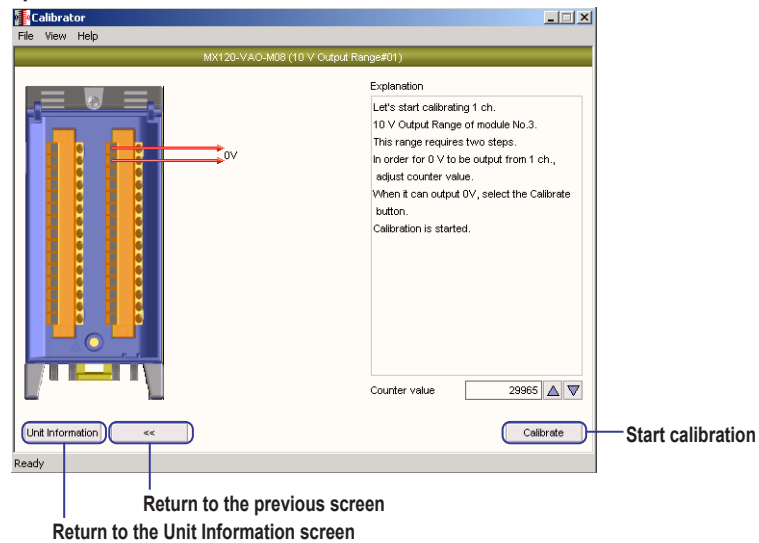 Calibrator
File View Help
MX120-VAO-M08 (10 V Output Range#01)
0V
Explanation
Let's start calibrating 1 ch.
10 V Output Range of module No.3.
This range requires two steps.
In order for 0 V to be output from 1 ch.,
adjust counter value.
When it can output 0V, select the Calibrate
button.
Calibration is started.
Counter value 29965
Unit Information << Calibrate
Start calibration
Ready
Return to the previous screen
Return to the Unit Information screen